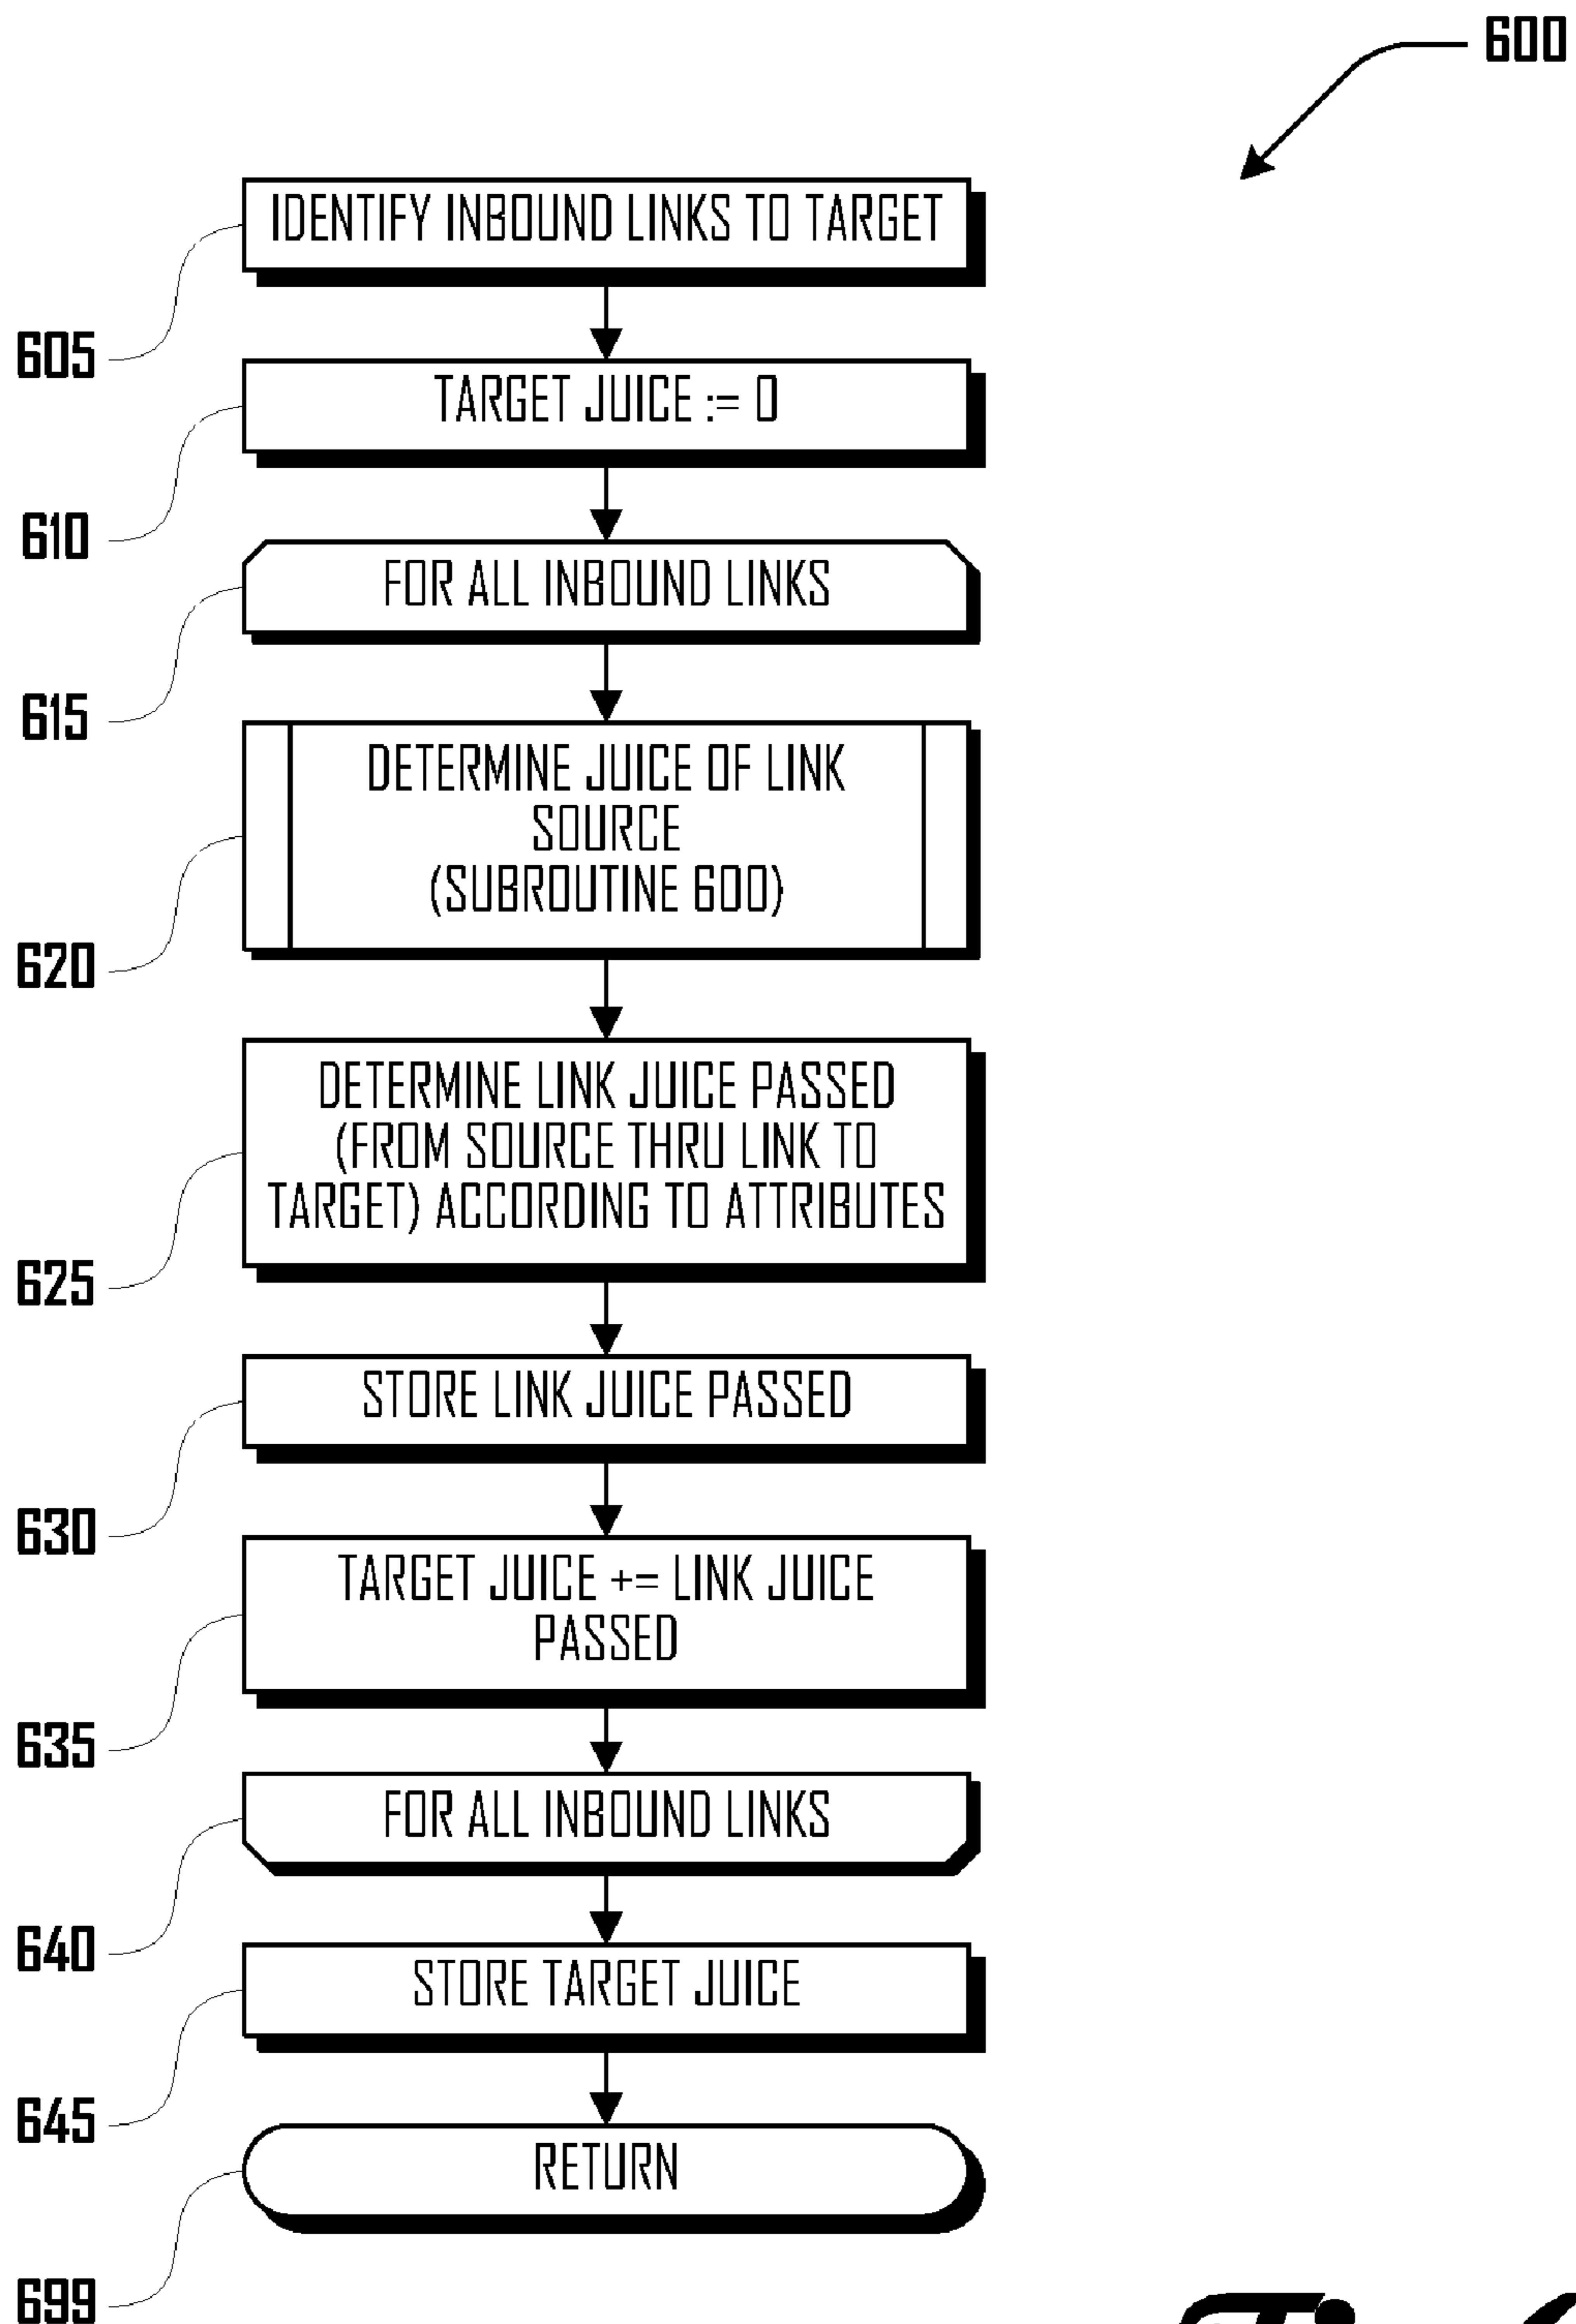 600
IDENTIFY INBOUND LINKS TO TARGET
605
TARGET JUICE := 0
610
FOR ALL INBOUND LINKS
615
DETERMINE JUICE OF LINK
SOURCE
(SUBROUTINE 600)
620
DETERMINE LINK JUICE PASSED
(FROM SOURCE THRU LINK TO
TARGET) ACCORDING TO ATTRIBUTES
625
STORE LINK JUICE PASSED
630
TARGET JUICE += LINK JUICE
PASSED
635
FOR ALL INBOUND LINKS
640
STORE TARGET JUICE
645
RETURN
699